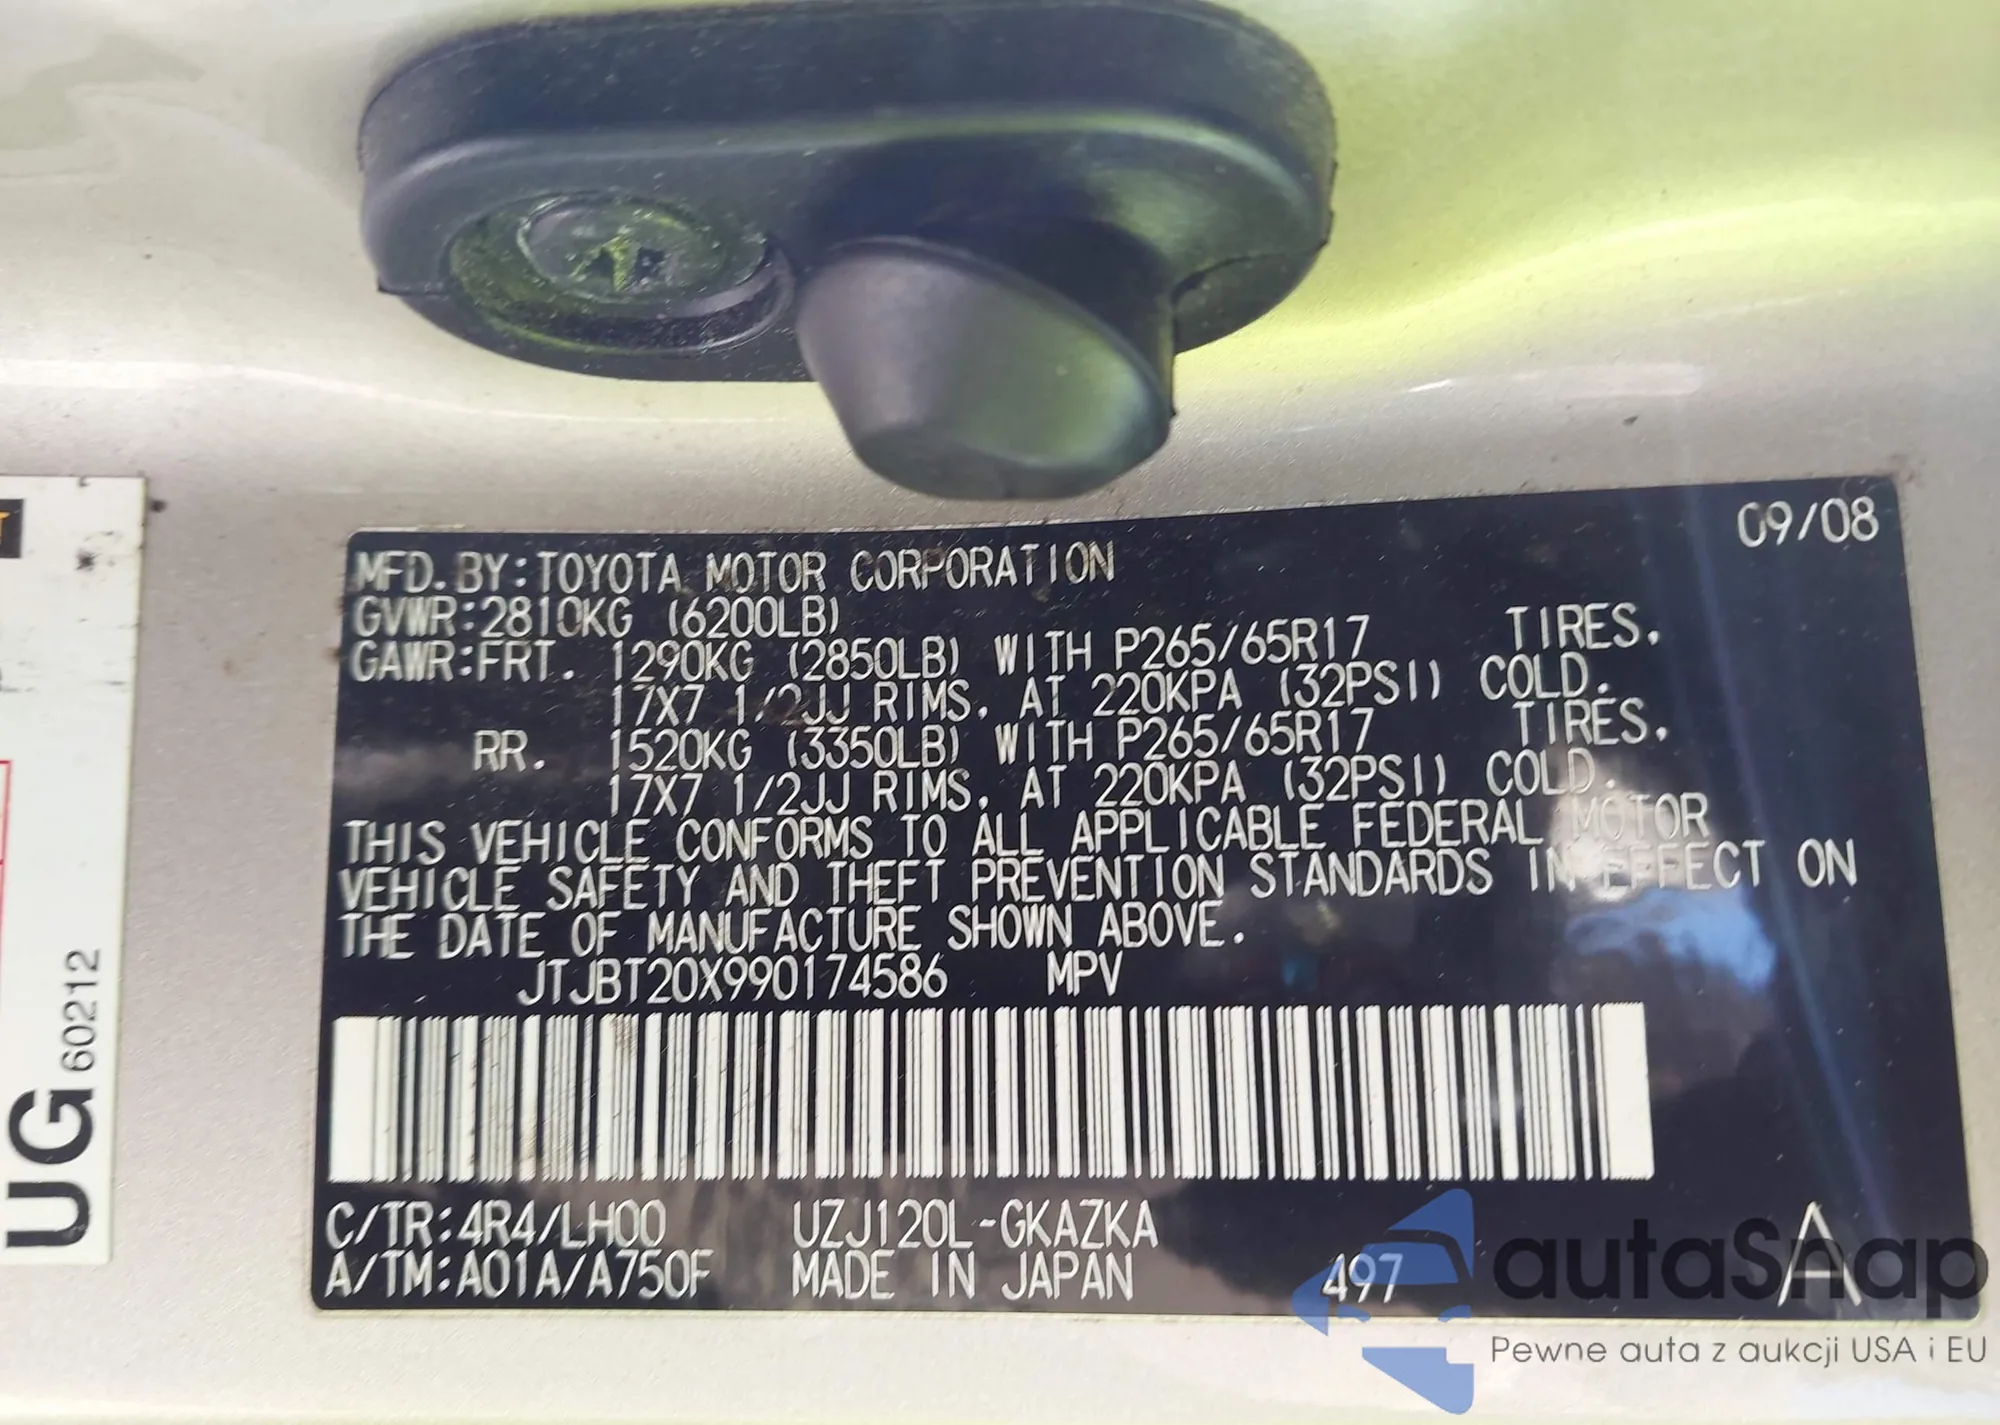 09/08
MFD.BY:TOYOTA MOTOR CORPORATION
GVWR:2810KG (6200LB)
GAWR:FRT. 1290KG (2850LB) WITH P265/65R17 TIRES,
17X7 1/2JJ RIMS, AT 220KPA (32PSI) COLD.
RR. 1520KG (3350LB) WITH P265/65R17 TIRES,
17X7 1/2JJ RIMS, AT 220KPA (32PSI) COLD.
THIS VEHICLE CONFORMS TO ALL APPLICABLE FEDERAL MOTOR
VEHICLE SAFETY AND THEFT PREVENTION STANDARDS IN EFFECT ON
THE DATE OF MANUFACTURE SHOWN ABOVE.
JTJBT20X990174586 MPV
C/TR:4R4/LH00 UZJ120L-GKAZKA
A/TM:A01A/A750F MADE IN JAPAN 497 A
UG 60212
autaSnap
Pewne auta z aukcji USA i EU